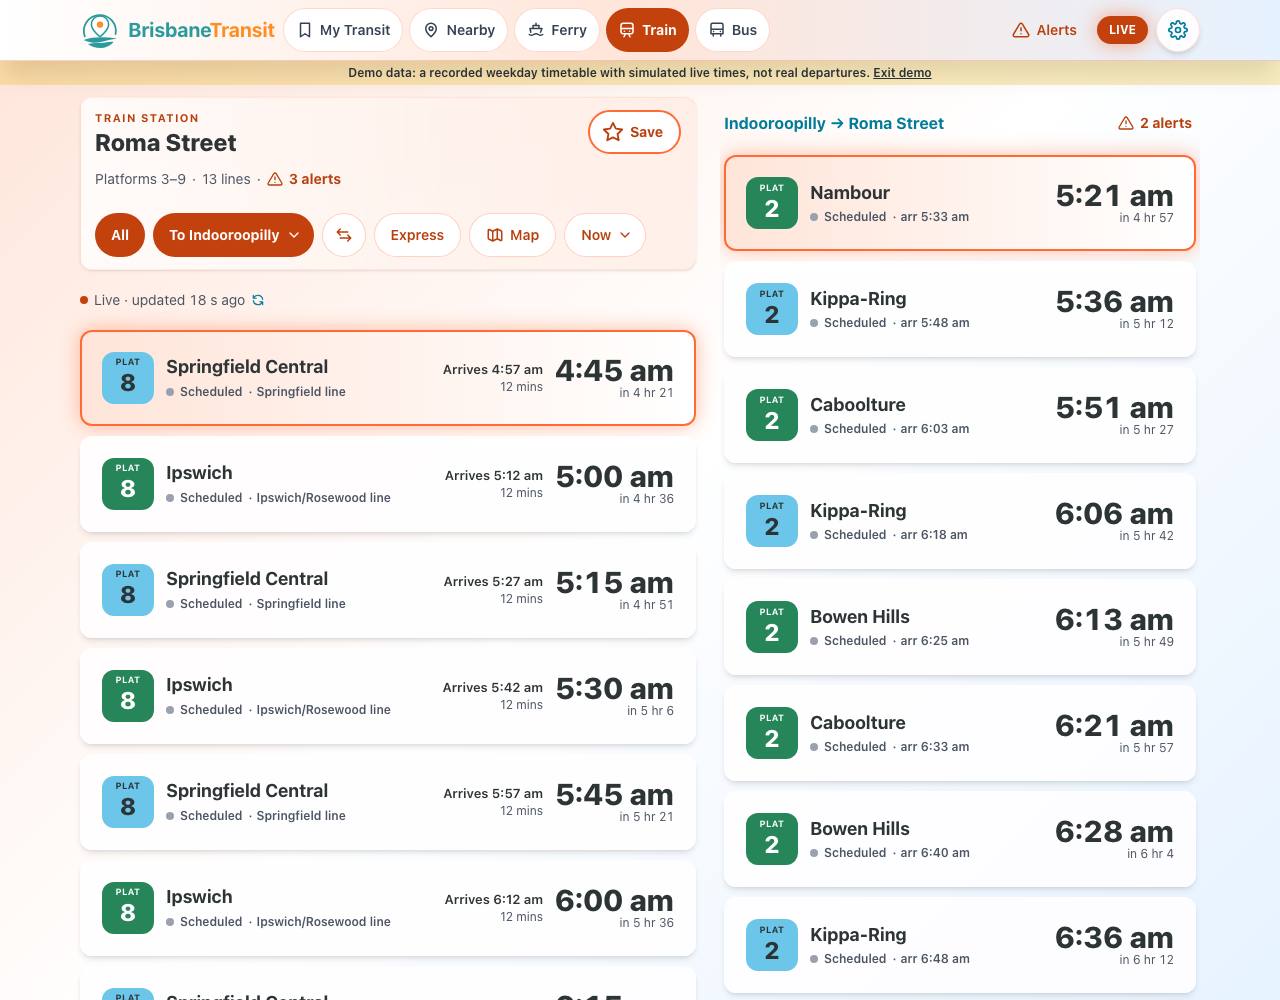 BrisbaneTransit
My Transit
Nearby
Ferry
Train
Bus
Alerts
LIVE
Demo data: a recorded weekday timetable with simulated live times, not real departures. Exit demo
TRAIN STATION
Roma Street
Save
Platforms 3–9 · 13 lines · 3 alerts
All
To Indooroopilly
Express
Map
Now
Live · updated 18 s ago
PLAT
8
Springfield Central
Scheduled · Springfield line
Arrives 4:57 am
12 mins
4:45 am
in 4 hr 21
PLAT
8
Ipswich
Scheduled · Ipswich/Rosewood line
Arrives 5:12 am
12 mins
5:00 am
in 4 hr 36
PLAT
8
Springfield Central
Scheduled · Springfield line
Arrives 5:27 am
12 mins
5:15 am
in 4 hr 51
PLAT
8
Ipswich
Scheduled · Ipswich/Rosewood line
Arrives 5:42 am
12 mins
5:30 am
in 5 hr 6
PLAT
8
Springfield Central
Scheduled · Springfield line
Arrives 5:57 am
12 mins
5:45 am
in 5 hr 21
PLAT
8
Ipswich
Scheduled · Ipswich/Rosewood line
Arrives 6:12 am
12 mins
6:00 am
in 5 hr 36
PLAT
Springfield Central
Indooroopilly → Roma Street
2 alerts
PLAT
2
Nambour
Scheduled · arr 5:33 am
5:21 am
in 4 hr 57
PLAT
2
Kippa-Ring
Scheduled · arr 5:48 am
5:36 am
in 5 hr 12
PLAT
2
Caboolture
Scheduled · arr 6:03 am
5:51 am
in 5 hr 27
PLAT
2
Kippa-Ring
Scheduled · arr 6:18 am
6:06 am
in 5 hr 42
PLAT
2
Bowen Hills
Scheduled · arr 6:25 am
6:13 am
in 5 hr 49
PLAT
2
Caboolture
Scheduled · arr 6:33 am
6:21 am
in 5 hr 57
PLAT
2
Bowen Hills
Scheduled · arr 6:40 am
6:28 am
in 6 hr 4
PLAT
2
Kippa-Ring
Scheduled · arr 6:48 am
6:36 am
in 6 hr 12